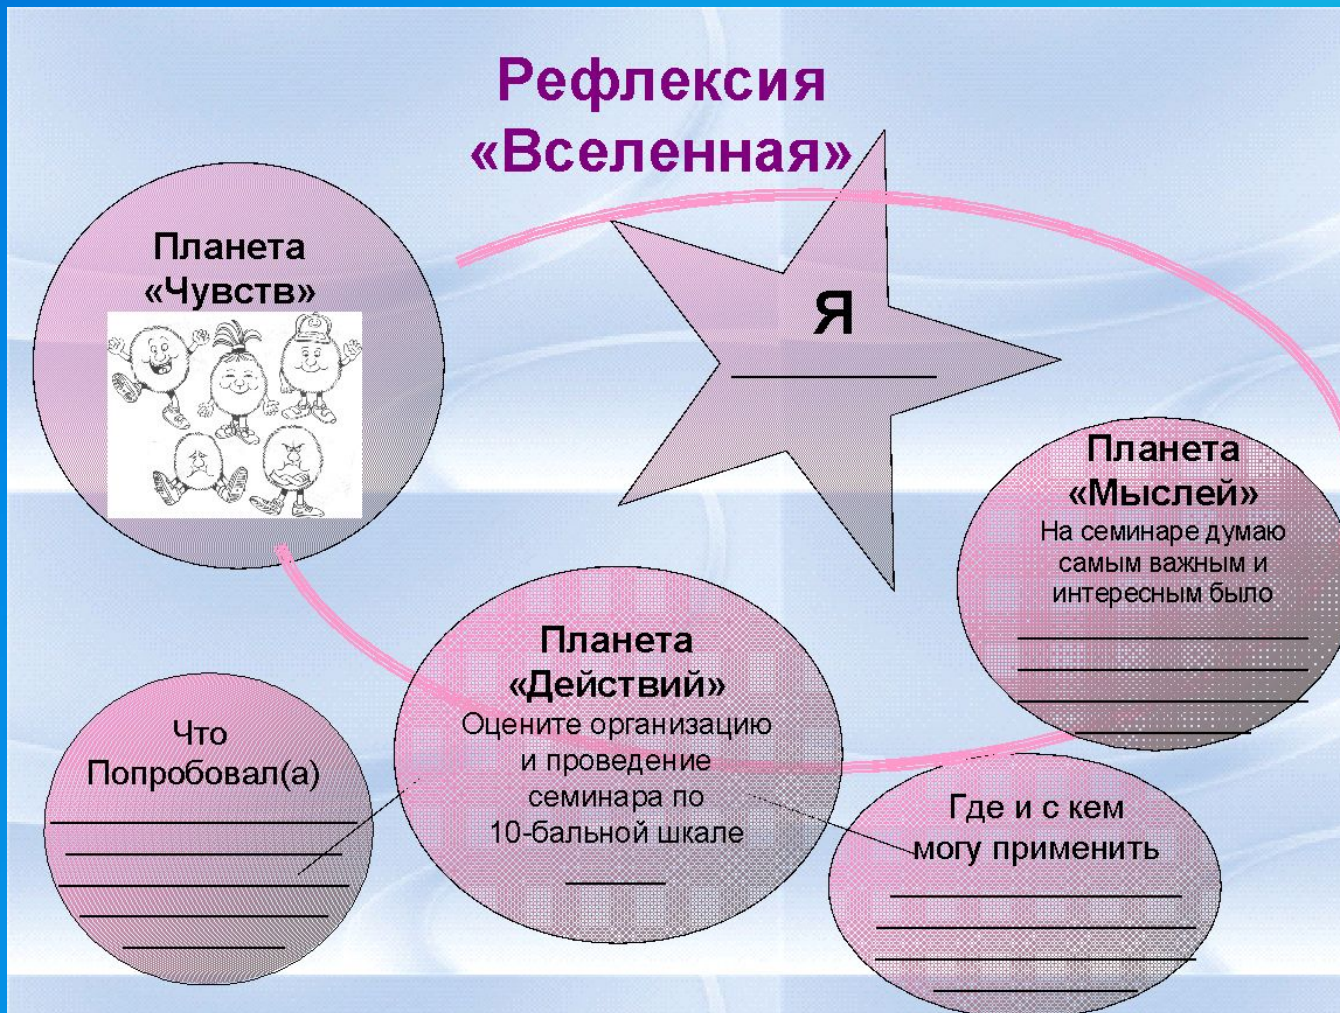 Рефлексия
«Вселенная»
Планета
«Чувств»
Я
Планета
«Мыслей»
На семинаре думаю
самым важным и
интересным было
Планета
«Действий»
Оцените организацию
и проведение
семинара по
10-бальной шкале
Что
Попробовал(а)
Где и с кем
могу применить